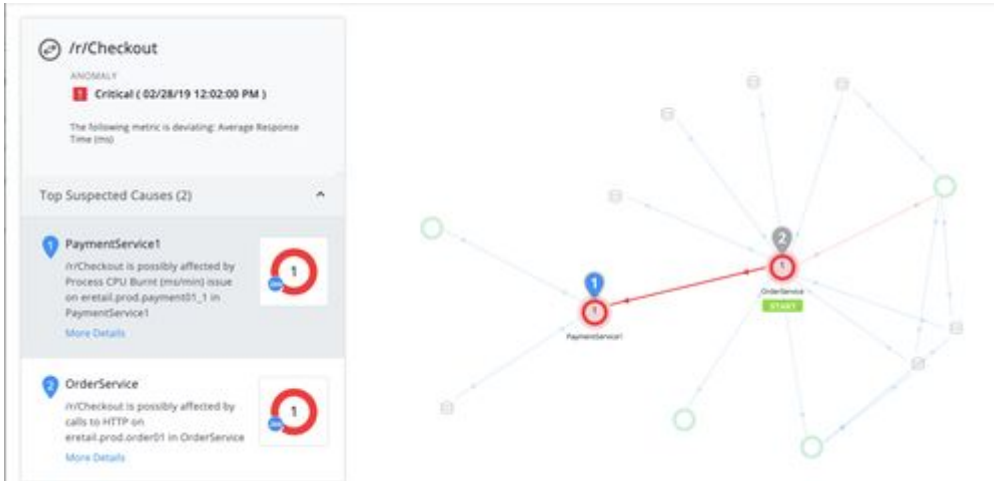 /r/Checkout
ANOMALY
Critical ( 02/28/19 12:02:00 PM )
The following metric is deviating: Average Response
Time (ms)
Top Suspected Causes (2)
1
PaymentService1
/r/Checkout is possibly affected by
Process CPU Burnt (ms/min) issue
on eretail.prod.payment01_1 in
PaymentService1
More Details
1
2
OrderService
/r/Checkout is possibly affected by
calls to HTTP on
eretail.prod.order01 in OrderService
More Details
1
2
1
OrderService
START
1
1
PaymentService1